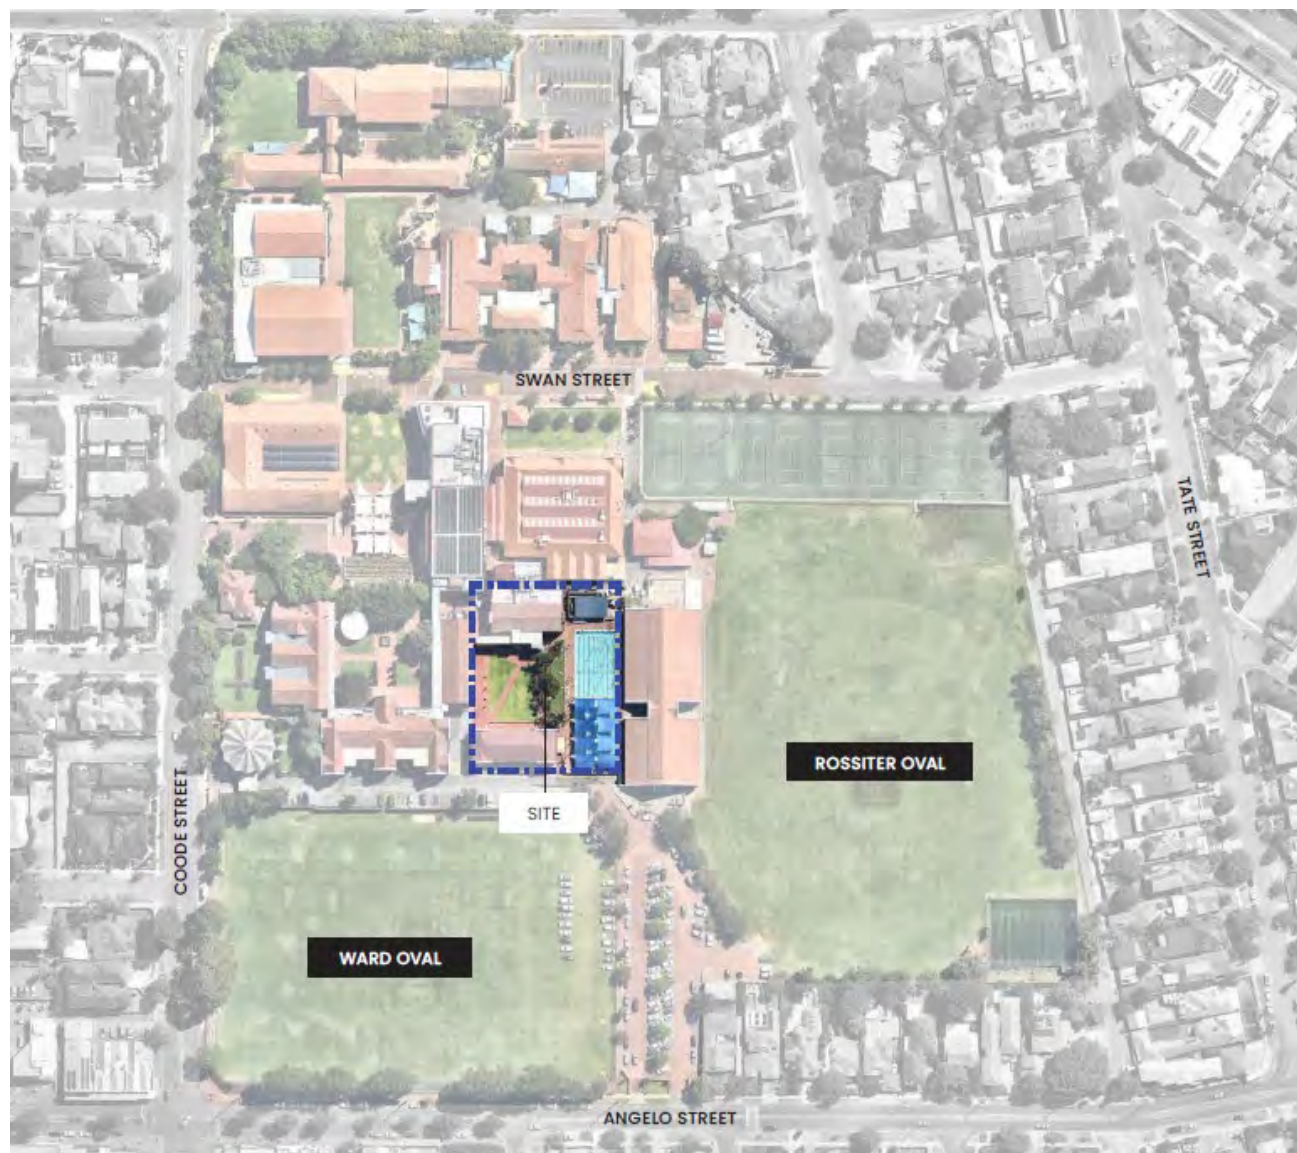 SWAN STREET
TATE STREET
ROSSITER OVAL
SITE
COODE STREET
WARD OVAL
ANGELO STREET